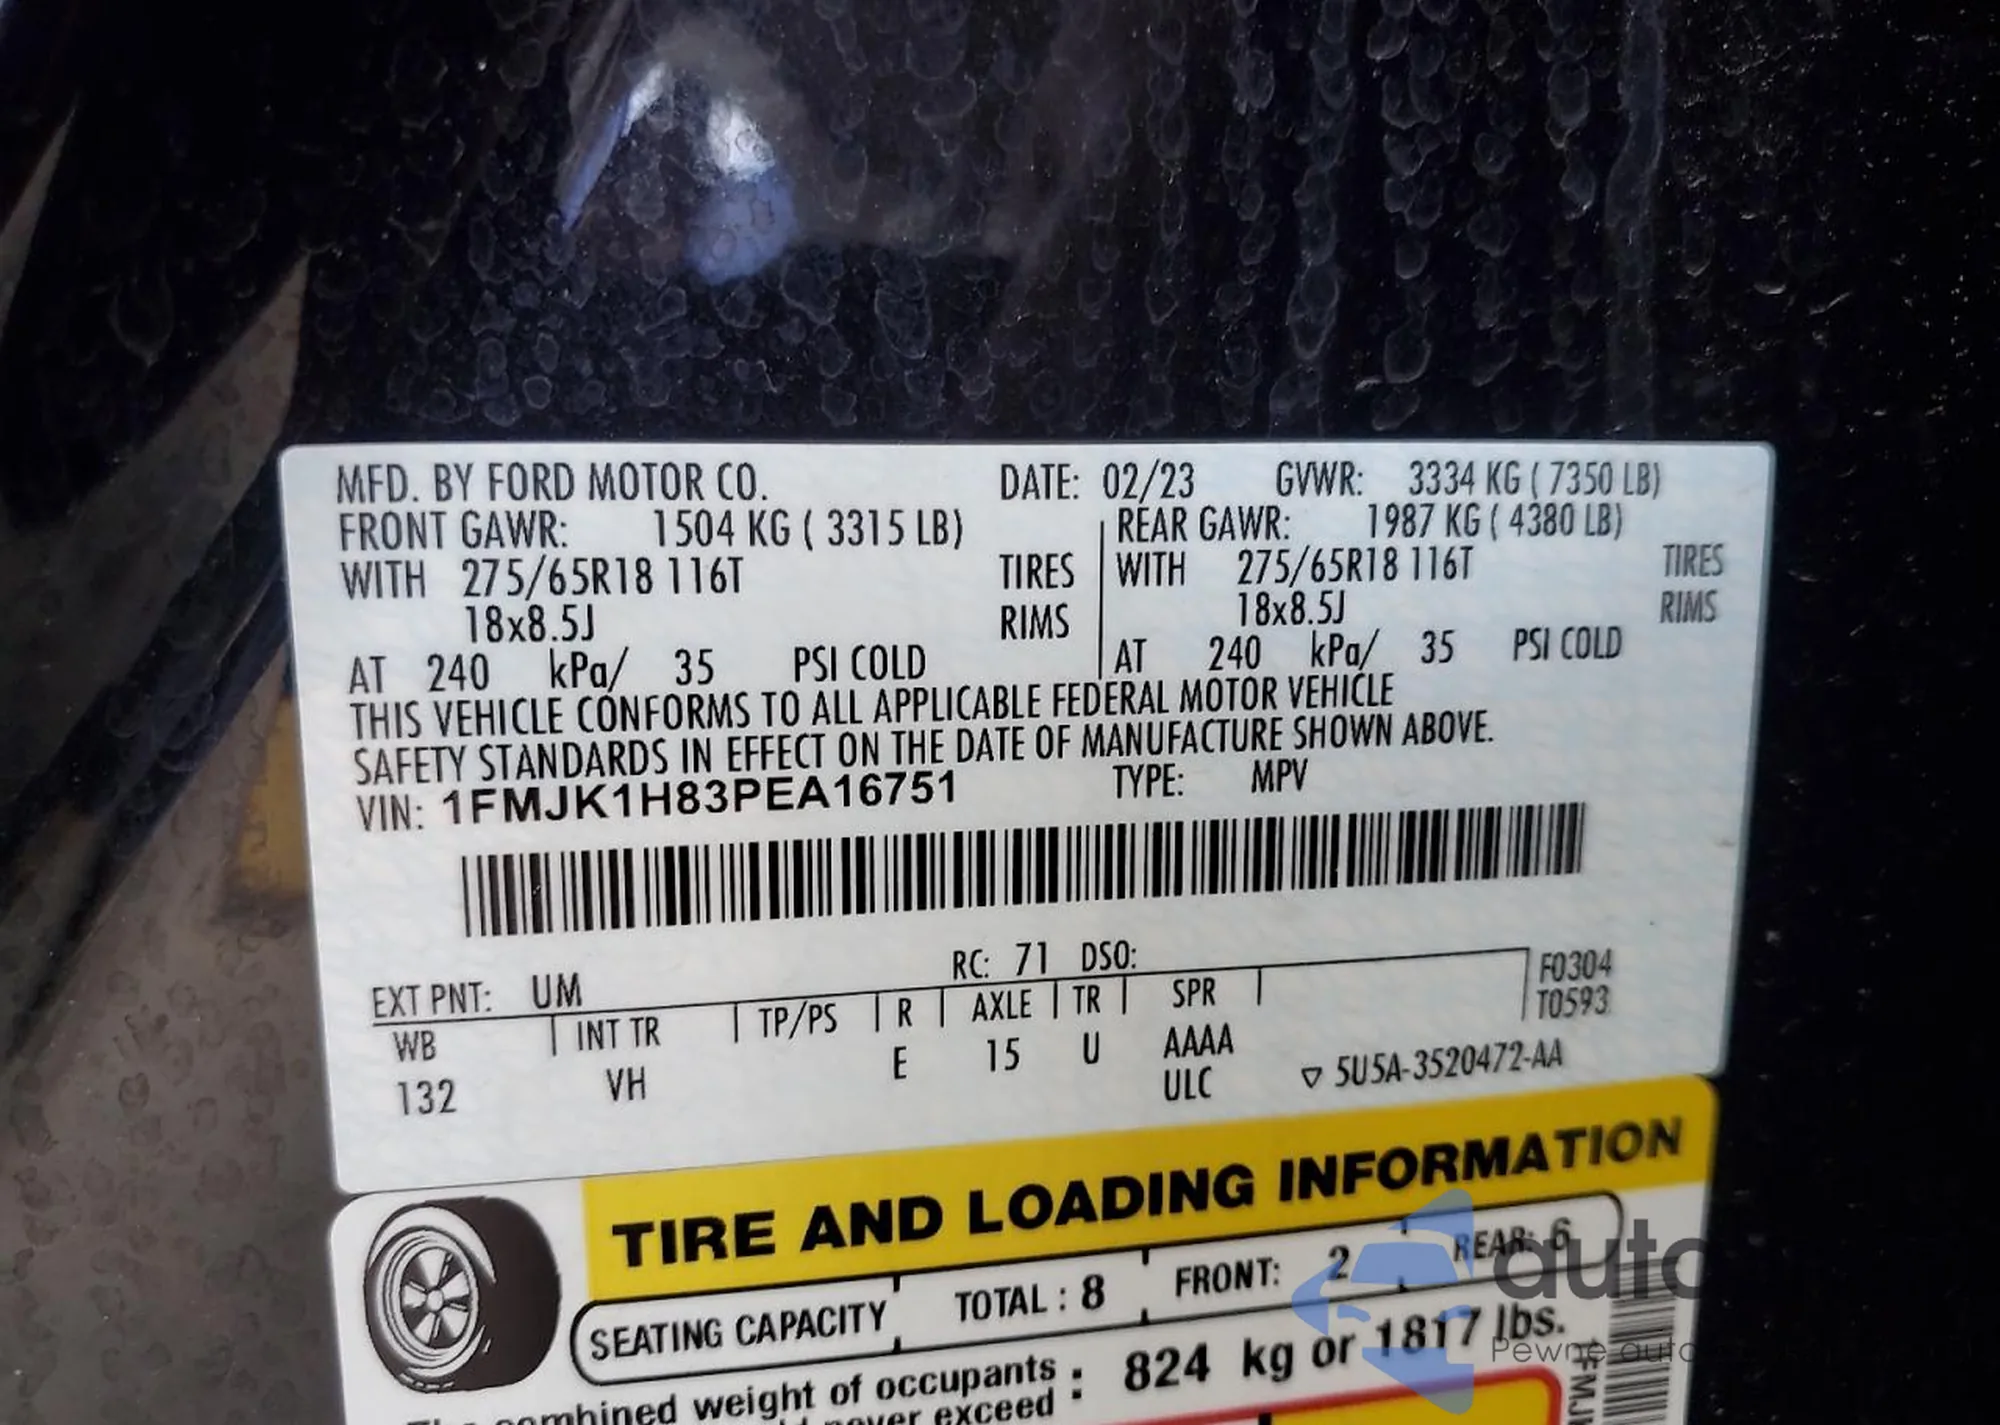 MFD. BY FORD MOTOR CO. DATE: 02/23 GVWR: 3334 KG ( 7350 LB)
FRONT GAWR: 1504 KG ( 3315 LB) REAR GAWR: 1987 KG ( 4380 LB)
WITH 275/65R18 116T TIRES WITH 275/65R18 116T TIRES
18x8.5J RIMS 18x8.5J RIMS
AT 240 kPa/ 35 PSI COLD AT 240 kPa/ 35 PSI COLD
THIS VEHICLE CONFORMS TO ALL APPLICABLE FEDERAL MOTOR VEHICLE
SAFETY STANDARDS IN EFFECT ON THE DATE OF MANUFACTURE SHOWN ABOVE.
VIN: 1FMJK1H83PEA16751 TYPE: MPV
EXT PNT: UM RC: 71 DSO: F0304
WB INT TR TP/PS R AXLE TR SPR T0593
132 VH E 15 U AAAA
ULC ▽ 5U5A-3520472-AA
TIRE AND LOADING INFORMATION
SEATING CAPACITY TOTAL : 8 FRONT: 2 REAR: 6
combined weight of occupants : 824 kg or 1817 lbs.
never exceed
auto
Pewne auto